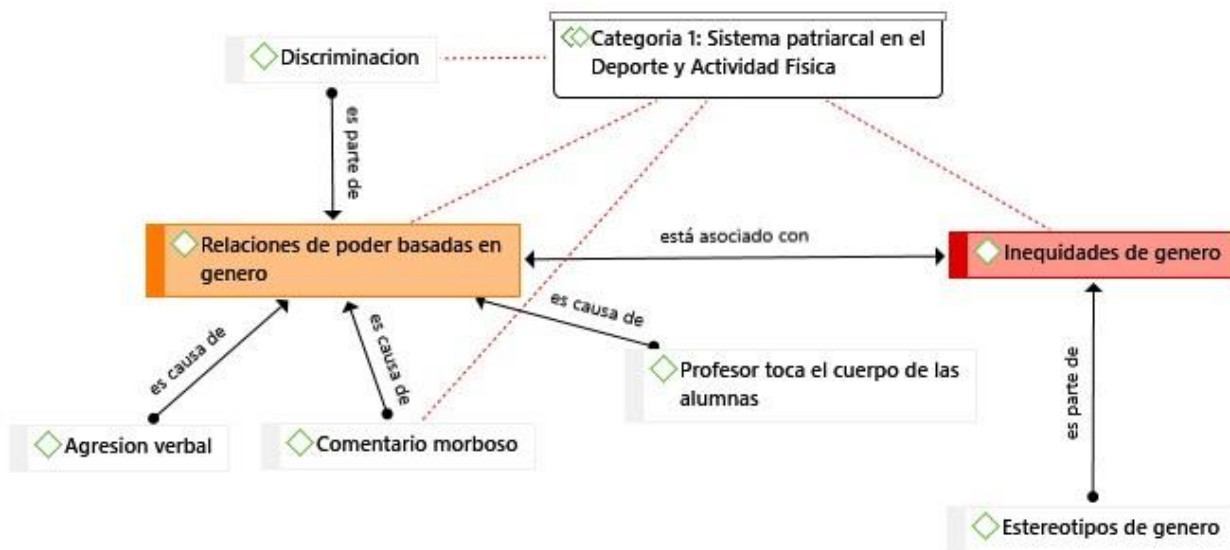 Categoria 1: Sistema patriarcal en el
Deporte y Actividad Fisica
Discriminacion
es parte de
Relaciones de poder basadas en
genero
está asociado con
Inequidades de genero
es causa de
es causa de
es causa de
Profesor toca el cuerpo de las
alumnas
es parte de
Agresion verbal
Comentario morboso
Estereotipos de genero